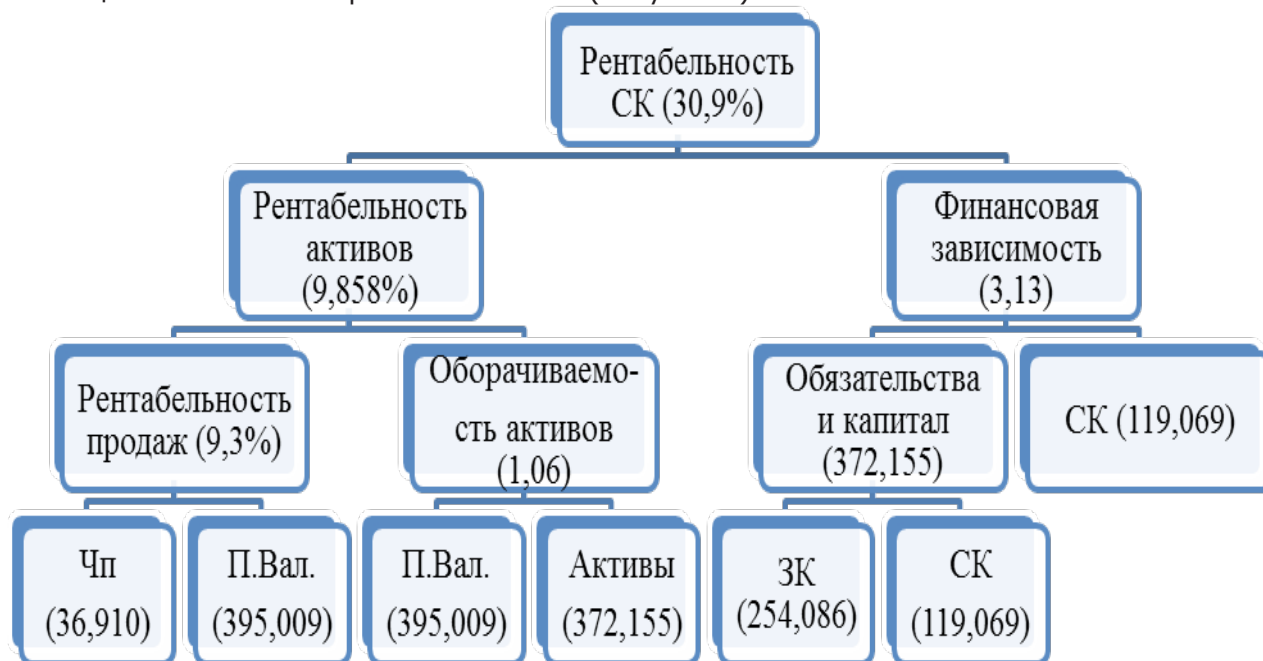 Рентабельность
СК (30,9%)
Рентабельность
активов
(9,858%)
Финансовая
зависимость
(3,13)
Рентабельность
продаж (9,3%)
Оборачиваемо-
сть активов
(1,06)
Обязательства
и капитал
(372,155)
СК (119,069)
Чп
(36,910)
П.Вал.
(395,009)
П.Вал.
(395,009)
Активы
(372,155)
ЗК
(254,086)
СК
(119,069)